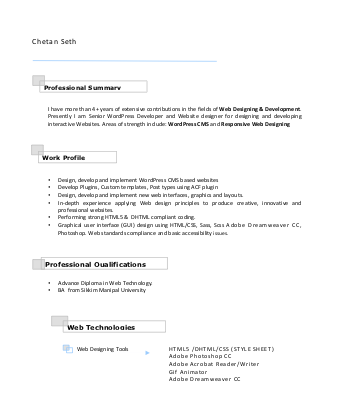 Chetan Seth
Professional Summary
I have more than 4+ years of extensive contributions in the fields of Web Designing & Development.
Presently I am Senior WordPress Developer and Website designer for designing and developing
interactive Websites. Areas of strength include: WordPress CMS and Responsive Web Designing
Work Profile
• Design, develop and implement WordPress CMS based websites
• Develop Plugins, Custom templates, Post types using ACF plugin
• Design, develop and implement new web interfaces, graphics and layouts.
• In-depth experience applying Web design principles to produce creative, innovative and
professional websites.
• Performing strong HTML5 & DHTML compliant coding.
• Graphical user interface (GUI) design using HTML/CSS, Sass, Scss Adobe Dreamweaver CC,
Photoshop. Web standards compliance and basic accessibility issues.
Professional Qualifications
• Advance Diploma in Web Technology.
• BA from Sikkim Manipal University
Web Technologies
Web Designing Tools HTML5 /DHTML/CSS (STYLE SHEET)
Adobe Photoshop CC
Adobe Acrobat Reader/Writer
Gif Animator
Adobe Dreamweaver CC